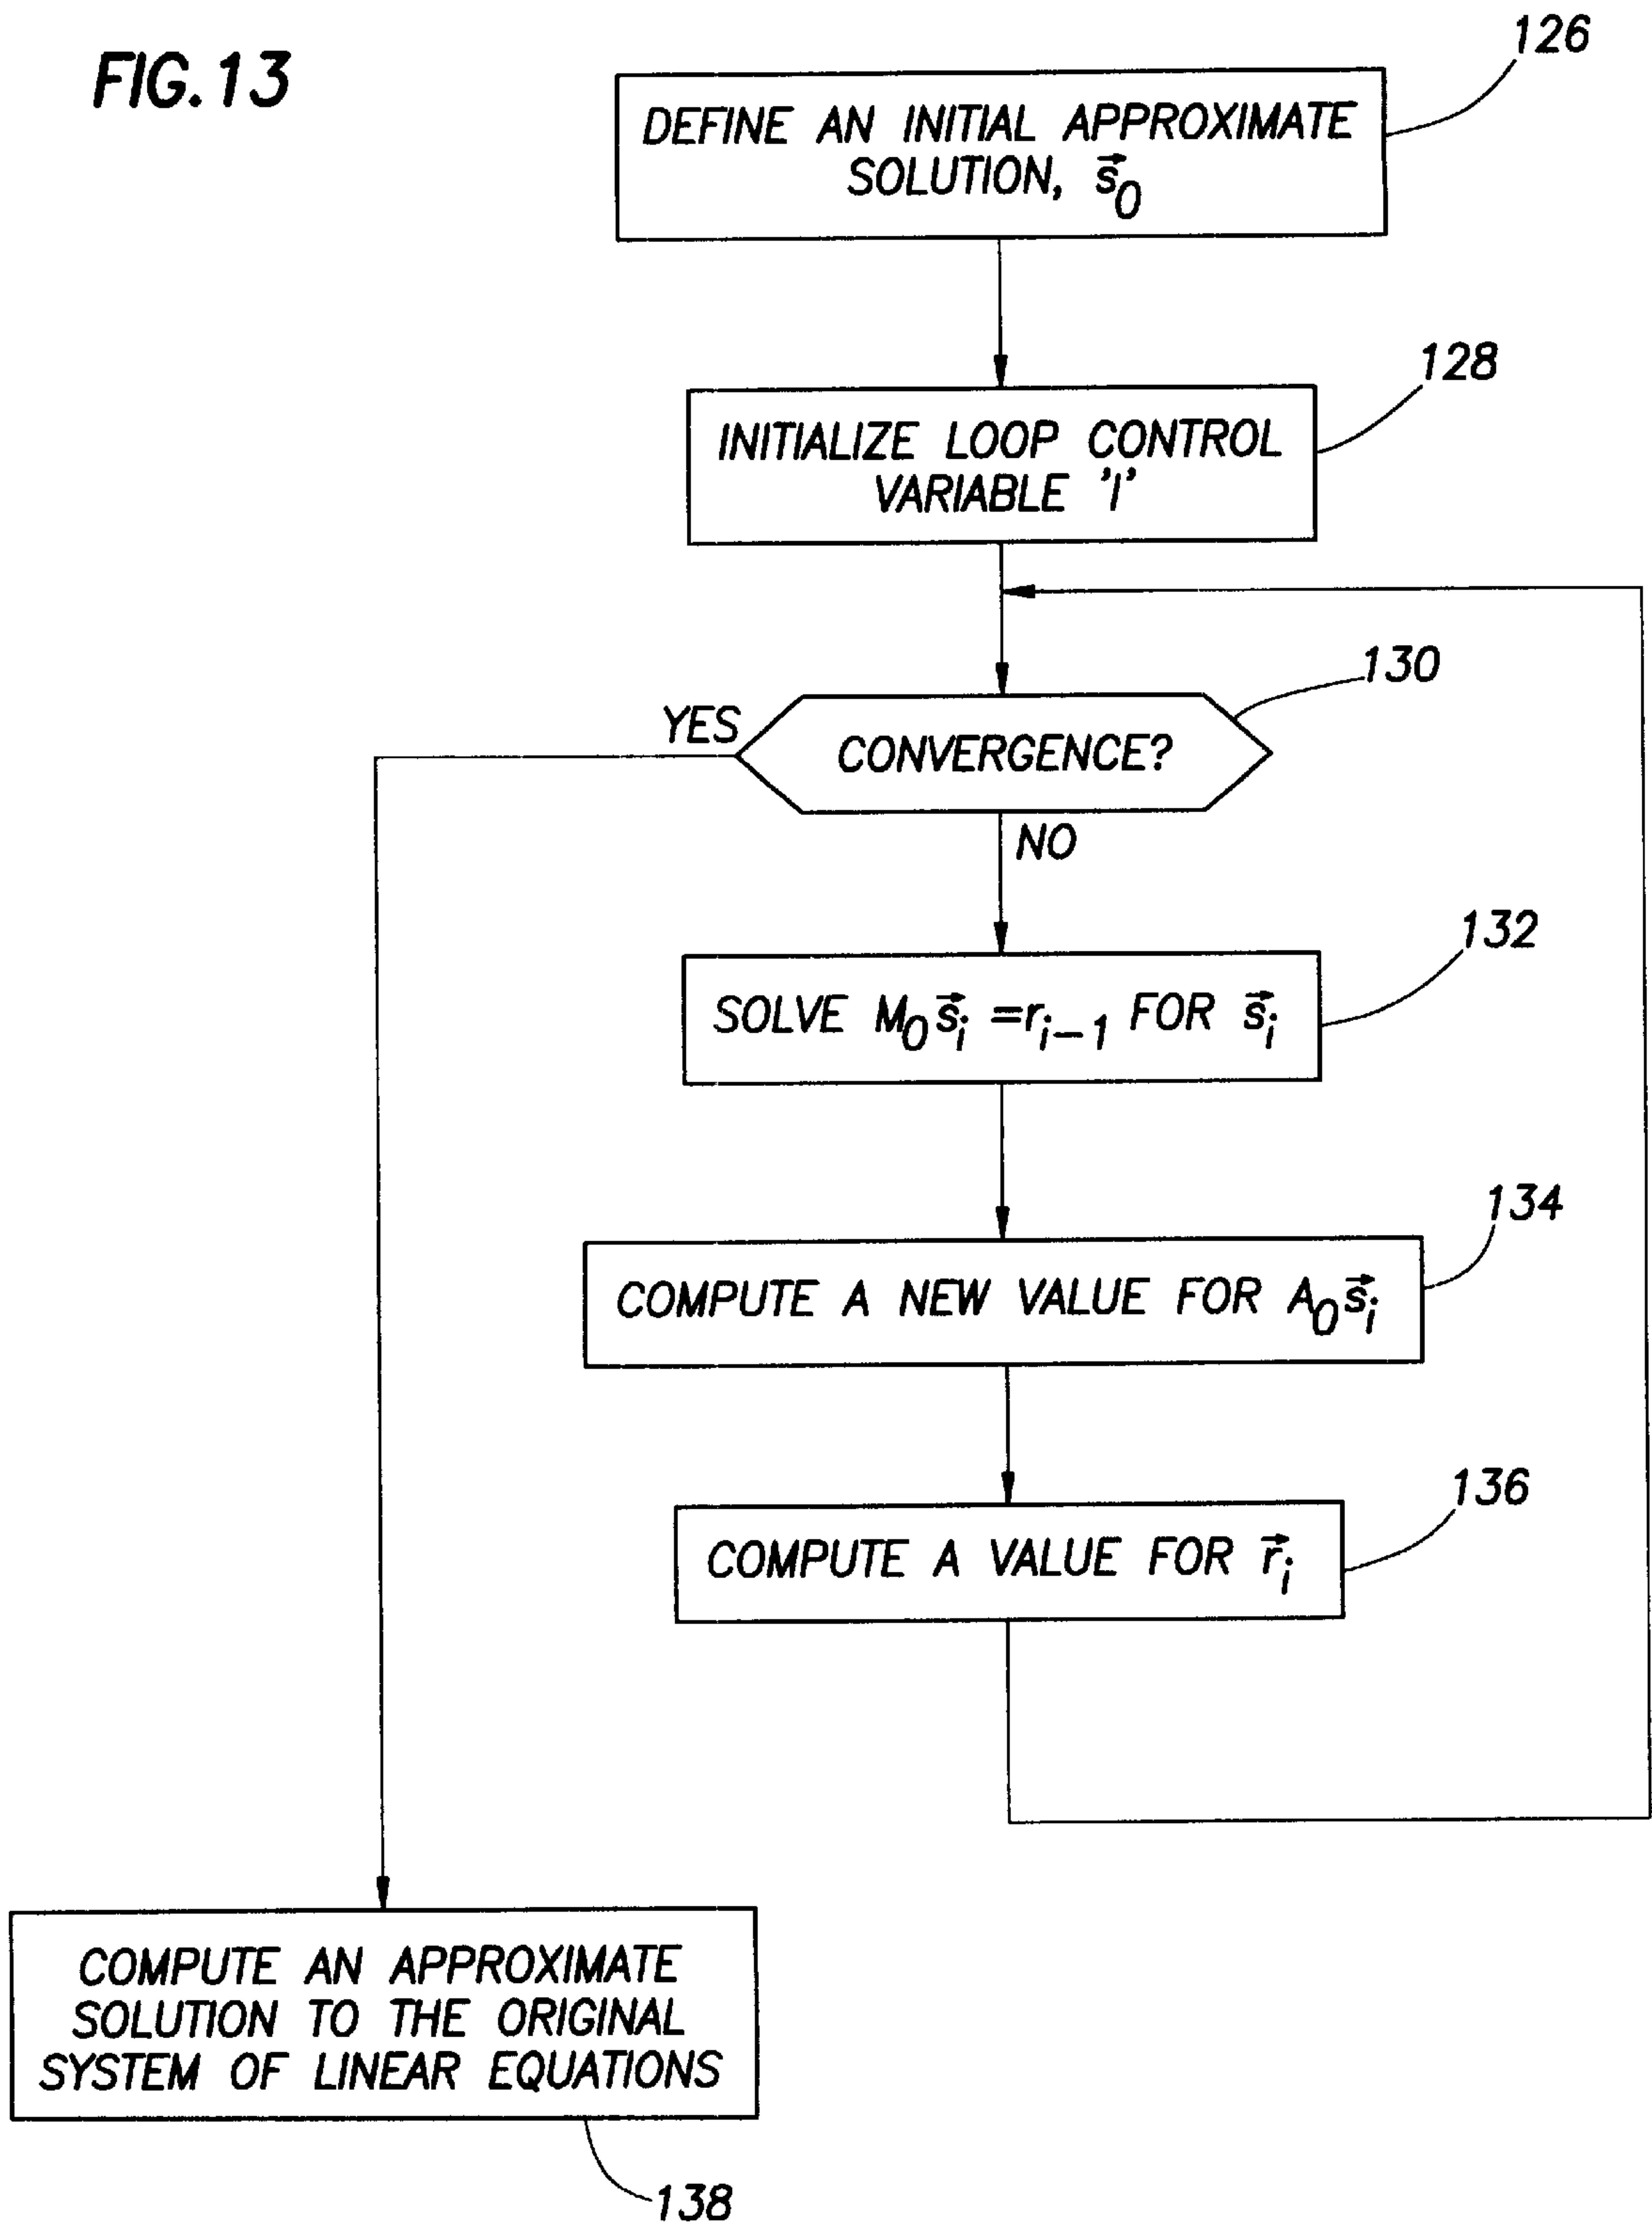 FIG.13
126
DEFINE AN INITIAL APPROXIMATE
SOLUTION, s⃗₀
128
INITIALIZE LOOP CONTROL
VARIABLE 'I'
130
YES
CONVERGENCE?
NO
132
SOLVE M₀s⃗ᵢ =rᵢ₋₁ FOR s⃗ᵢ
134
COMPUTE A NEW VALUE FOR A₀s⃗ᵢ
136
COMPUTE A VALUE FOR r⃗ᵢ
COMPUTE AN APPROXIMATE
SOLUTION TO THE ORIGINAL
SYSTEM OF LINEAR EQUATIONS
138